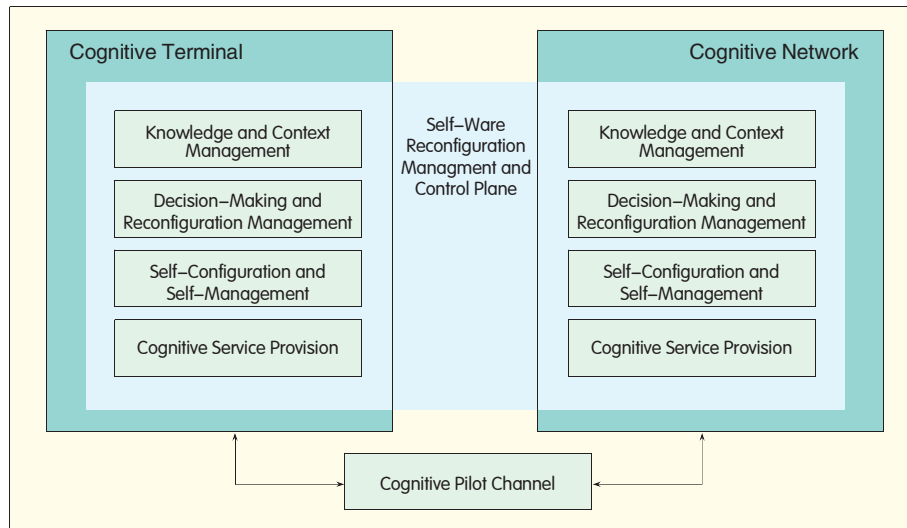 Cognitive Terminal
Cognitive Network
Knowledge and Context
Management
Decision–Making and
Reconfiguration Management
Self–Configuration and
Self–Management
Cognitive Service Provision
Self–Ware
Reconfiguration
Managment and
Control Plane
Knowledge and Context
Management
Decision–Making and
Reconfiguration Management
Self–Configuration and
Self–Management
Cognitive Service Provision
Cognitive Pilot Channel